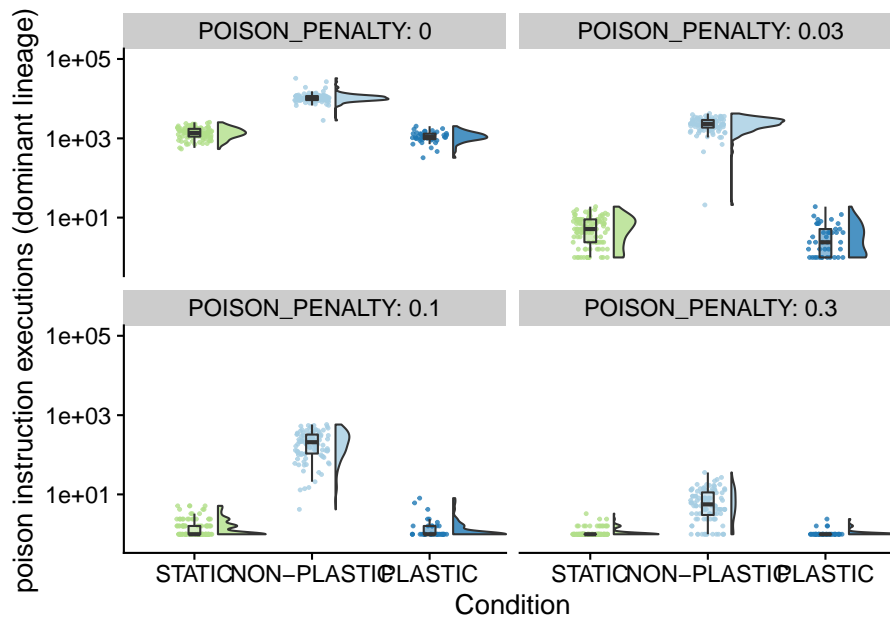 poison instruction executions (dominant lineage)
POISON_PENALTY: 0
POISON_PENALTY: 0.03
1e+05
1e+03
1e+01
POISON_PENALTY: 0.1
POISON_PENALTY: 0.3
1e+05
1e+03
1e+01
STATIC NON−PLASTIC PLASTIC
STATIC NON−PLASTIC PLASTIC
Condition